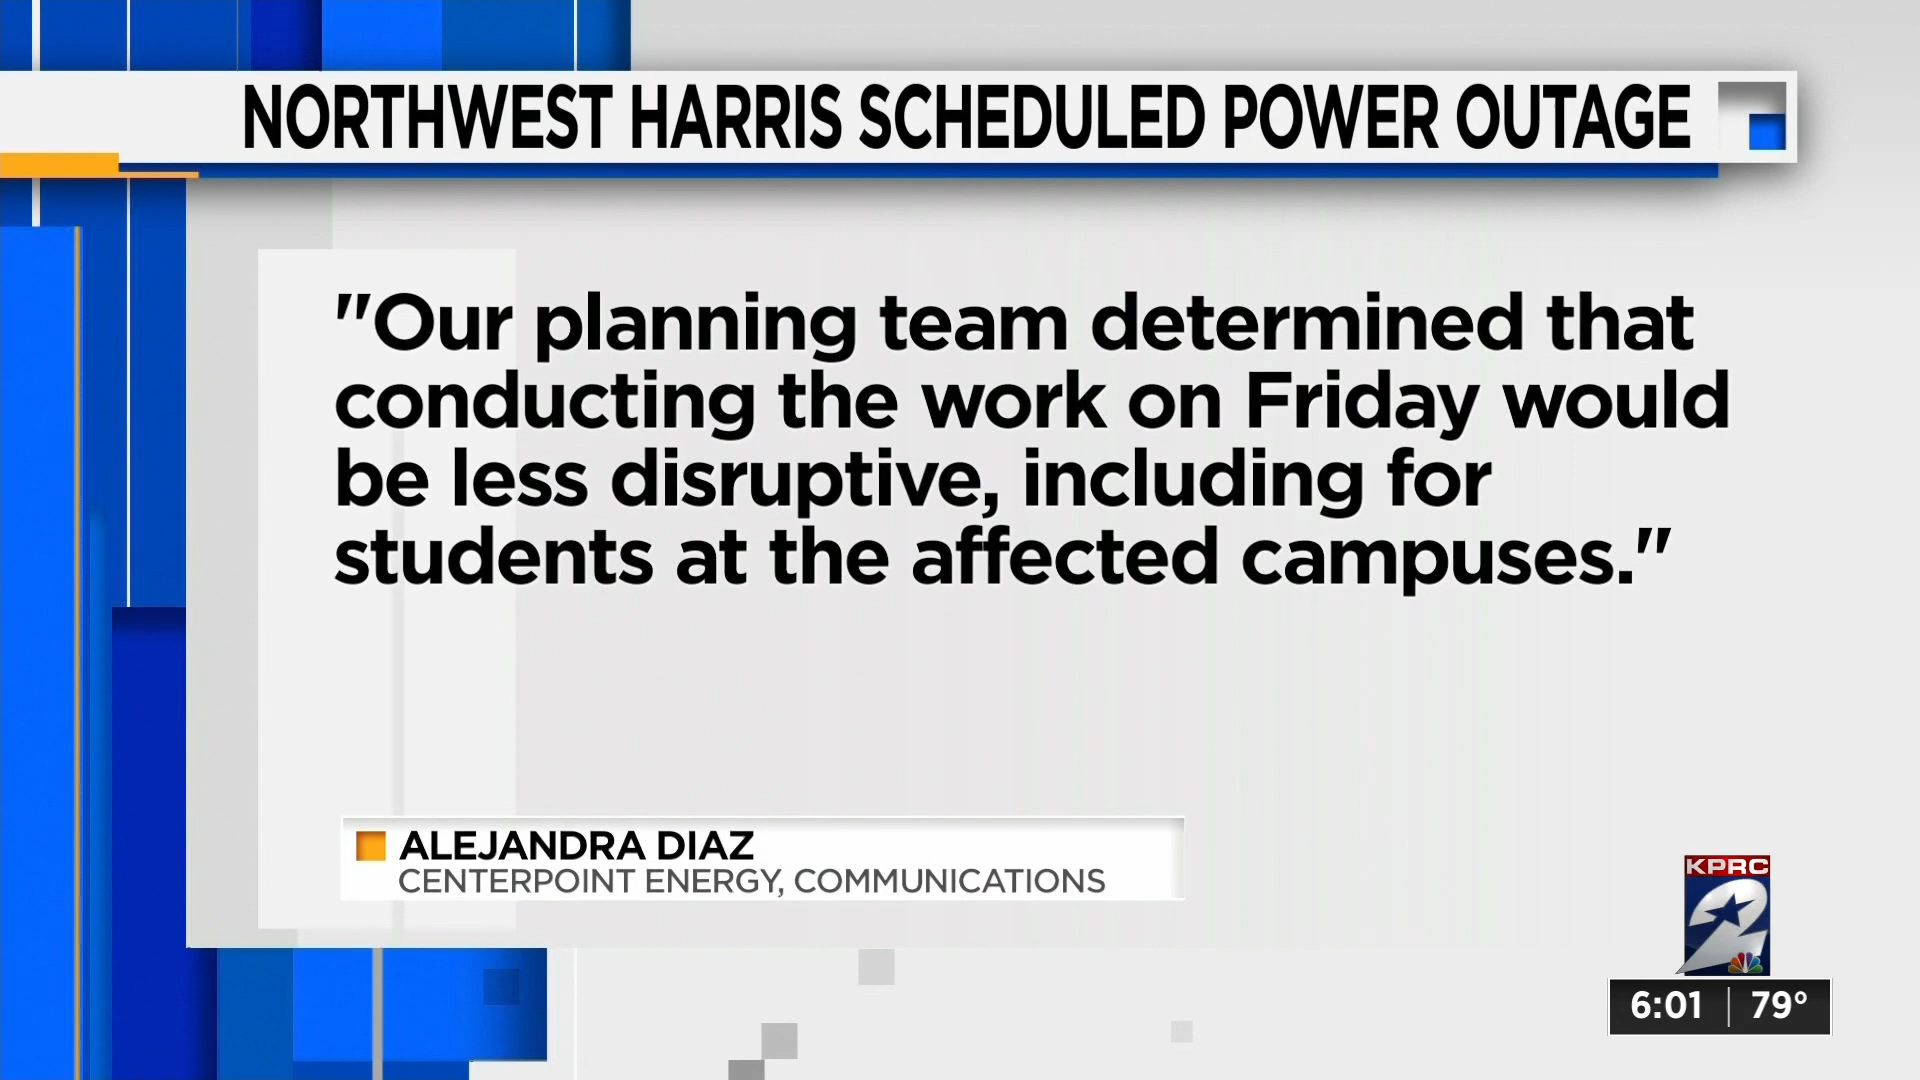 NORTHWEST HARRIS SCHEDULED POWER OUTAGE
"Our planning team determined that
conducting the work on Friday would
be less disruptive, including for
students at the affected campuses."
ALEJANDRA DIAZ
CENTERPOINT ENERGY, COMMUNICATIONS
KPRC
2
6:01 79°